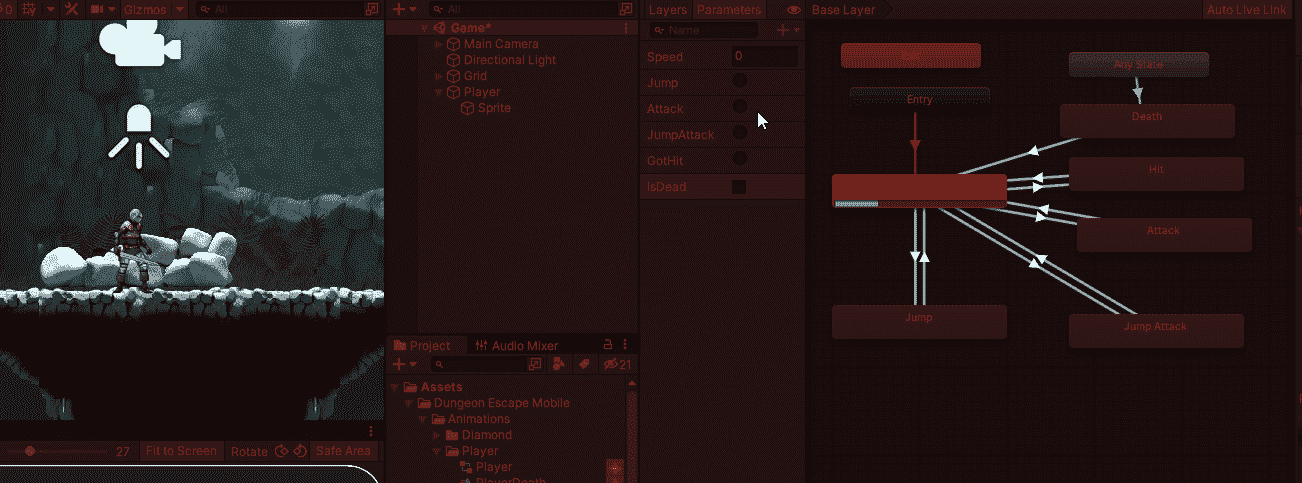 0 Gizmos All
27 Fit to Screen Rotate Safe Area
All
Game*
Main Camera
Directional Light
Grid
Player
Sprite
Project Audio Mixer
21
Assets
Dungeon Escape Mobile
Animations
Diamond
Player
Player
PlayerDeath
Layers Parameters
Name
Speed 0
Jump
Attack
JumpAttack
GotHit
IsDead
Base Layer Auto Live Link
Any State
Entry
Death
Hit
Attack
Jump
Jump Attack